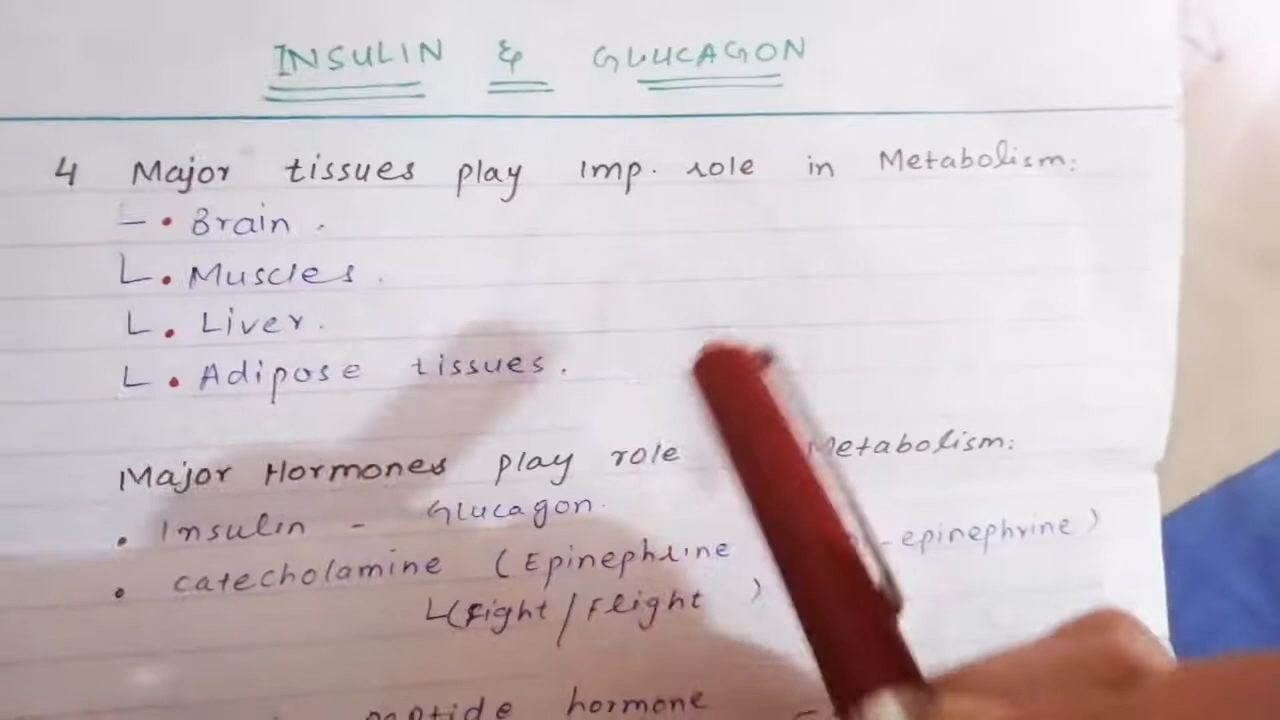 INSULIN & GLUCAGON
4 Major tissues play Imp. role in Metabolism:
• Brain.
• Muscles.
• Liver.
• Adipose tissues.
Major Hormones play role Metabolism:
• Insulin - Glucagon.
• catecholamine (Epinephrine -epinephrine)
(Fight/Flight)
peptide hormone -